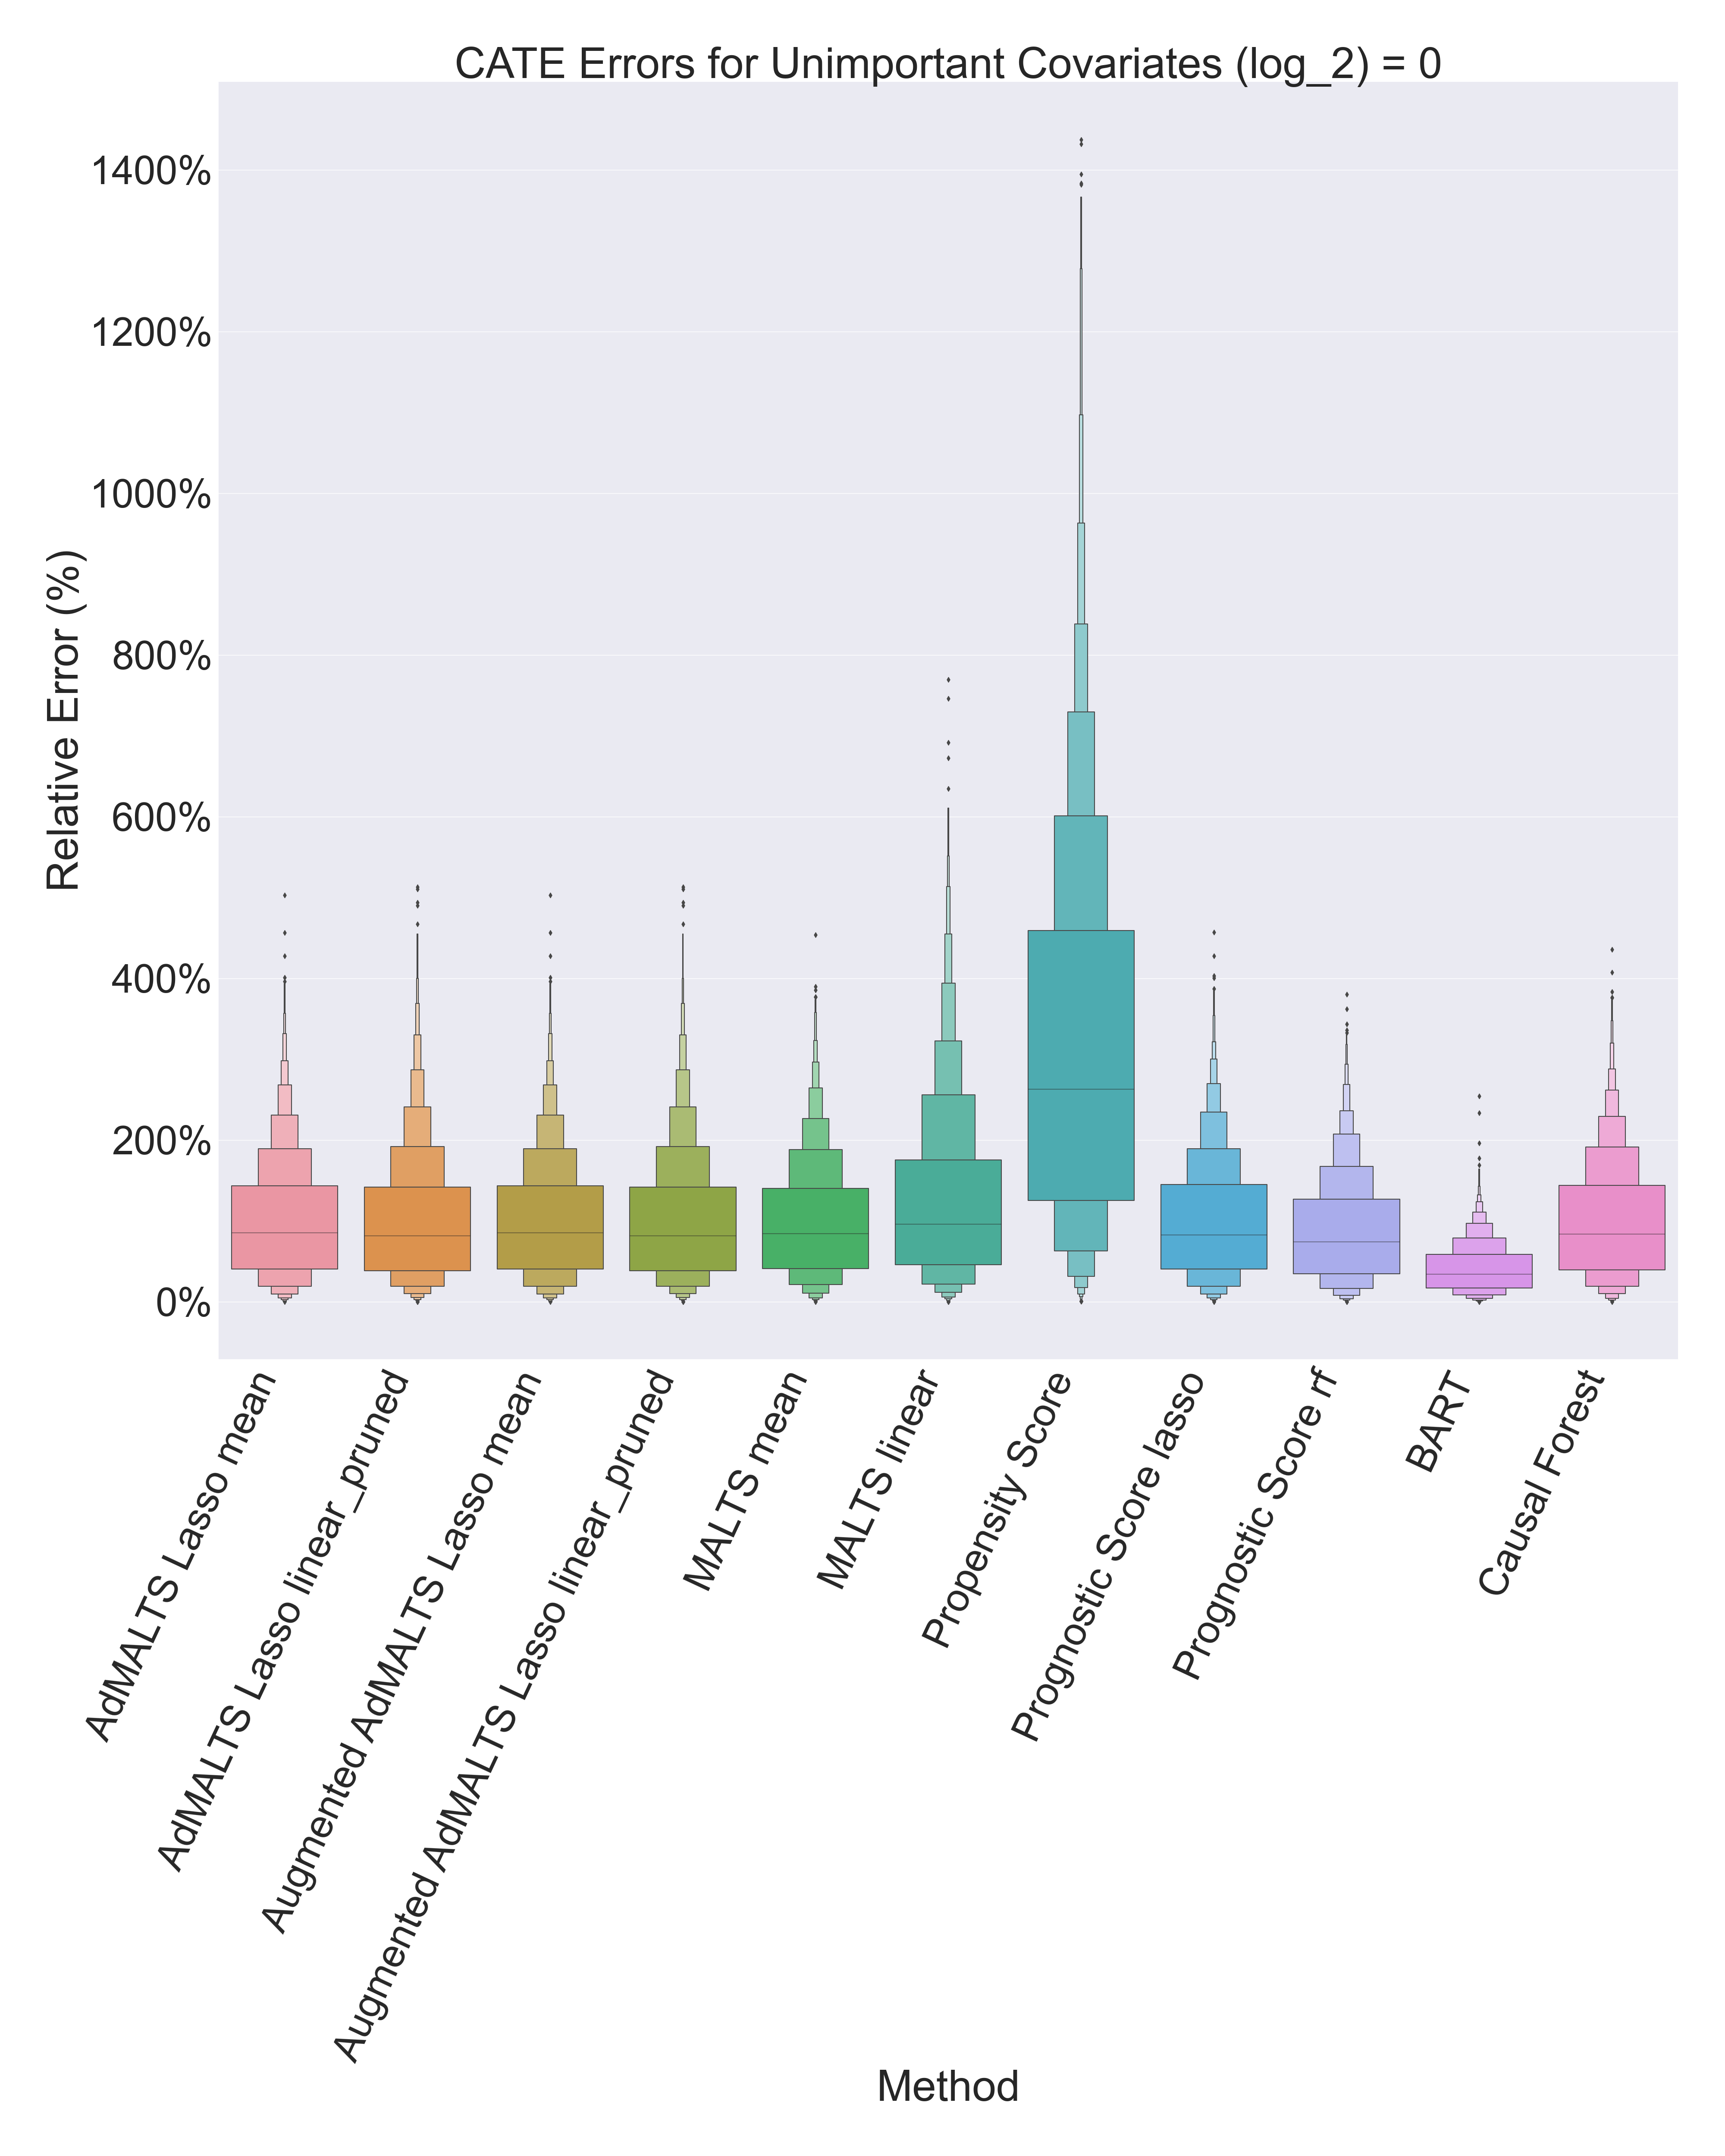 CATE Errors for Unimportant Covariates (log_2) = 0
1400%
1200%
1000%
800%
600%
400%
200%
0%
Relative Error (%)
AdMALTS Lasso mean
AdMALTS Lasso linear_pruned
Augmented AdMALTS Lasso mean
Augmented AdMALTS Lasso linear_pruned
MALTS mean
MALTS linear
Propensity Score
Prognostic Score lasso
Prognostic Score rf
BART
Causal Forest
Method